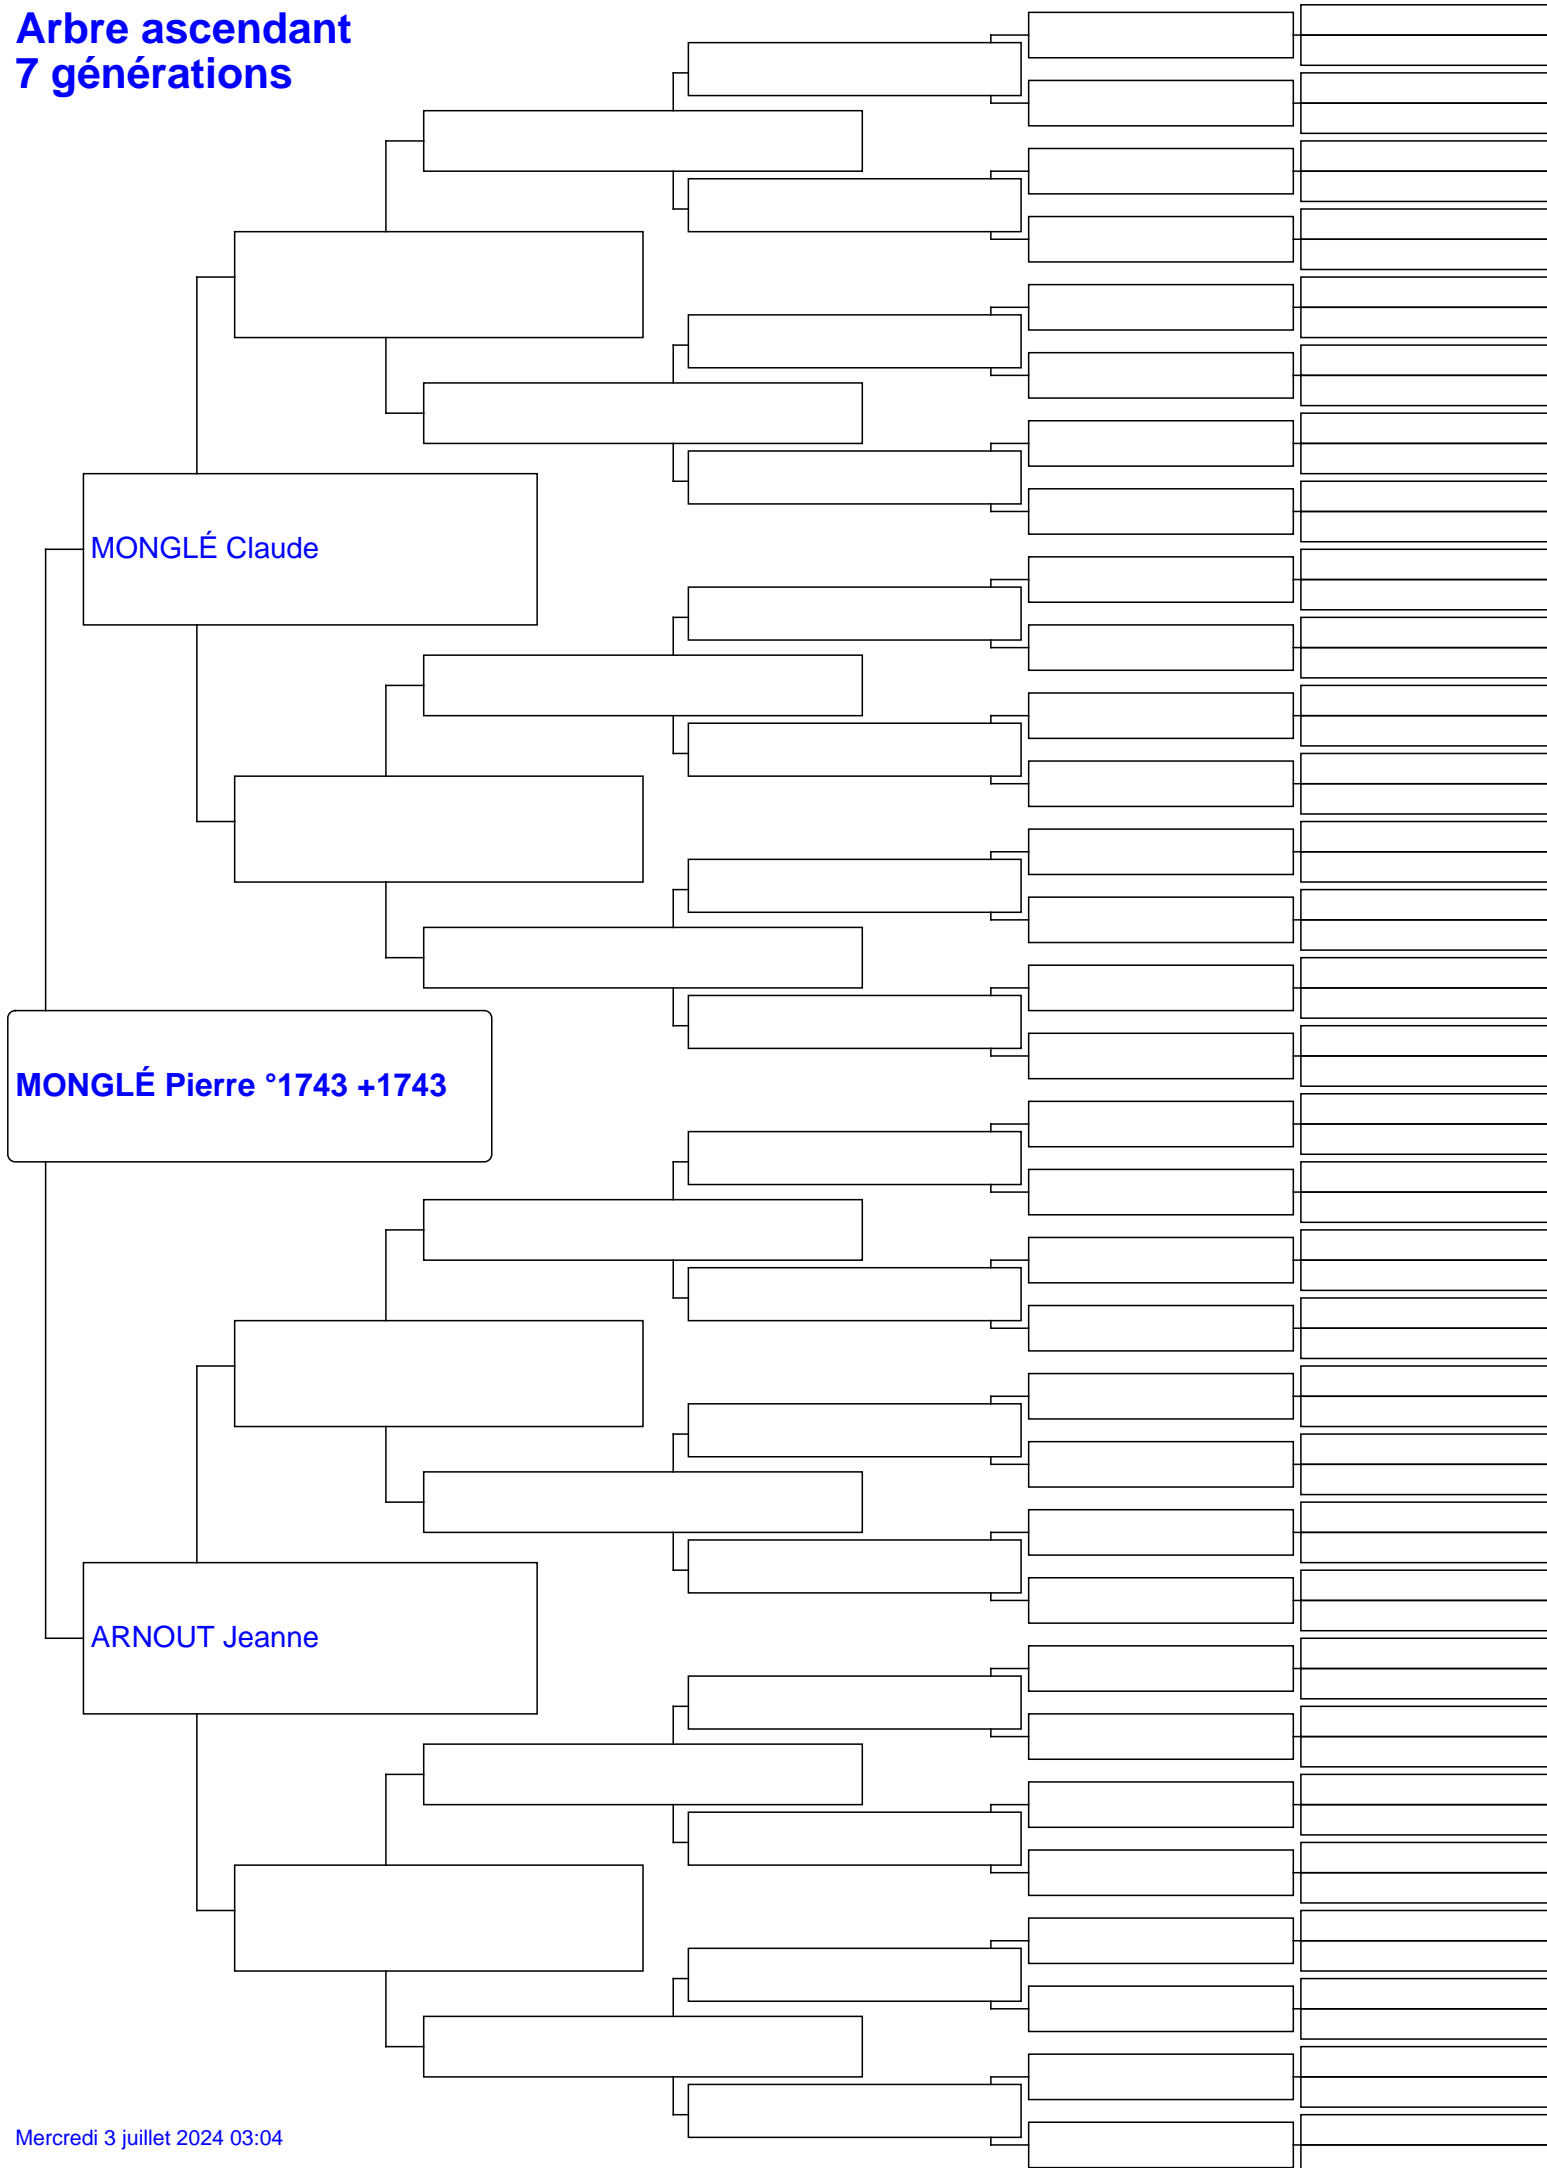 Arbre ascendant
7 générations
MONGLÉ Claude
MONGLÉ Pierre °1743 +1743
ARNOUT Jeanne
Mercredi 3 juillet 2024 03:04